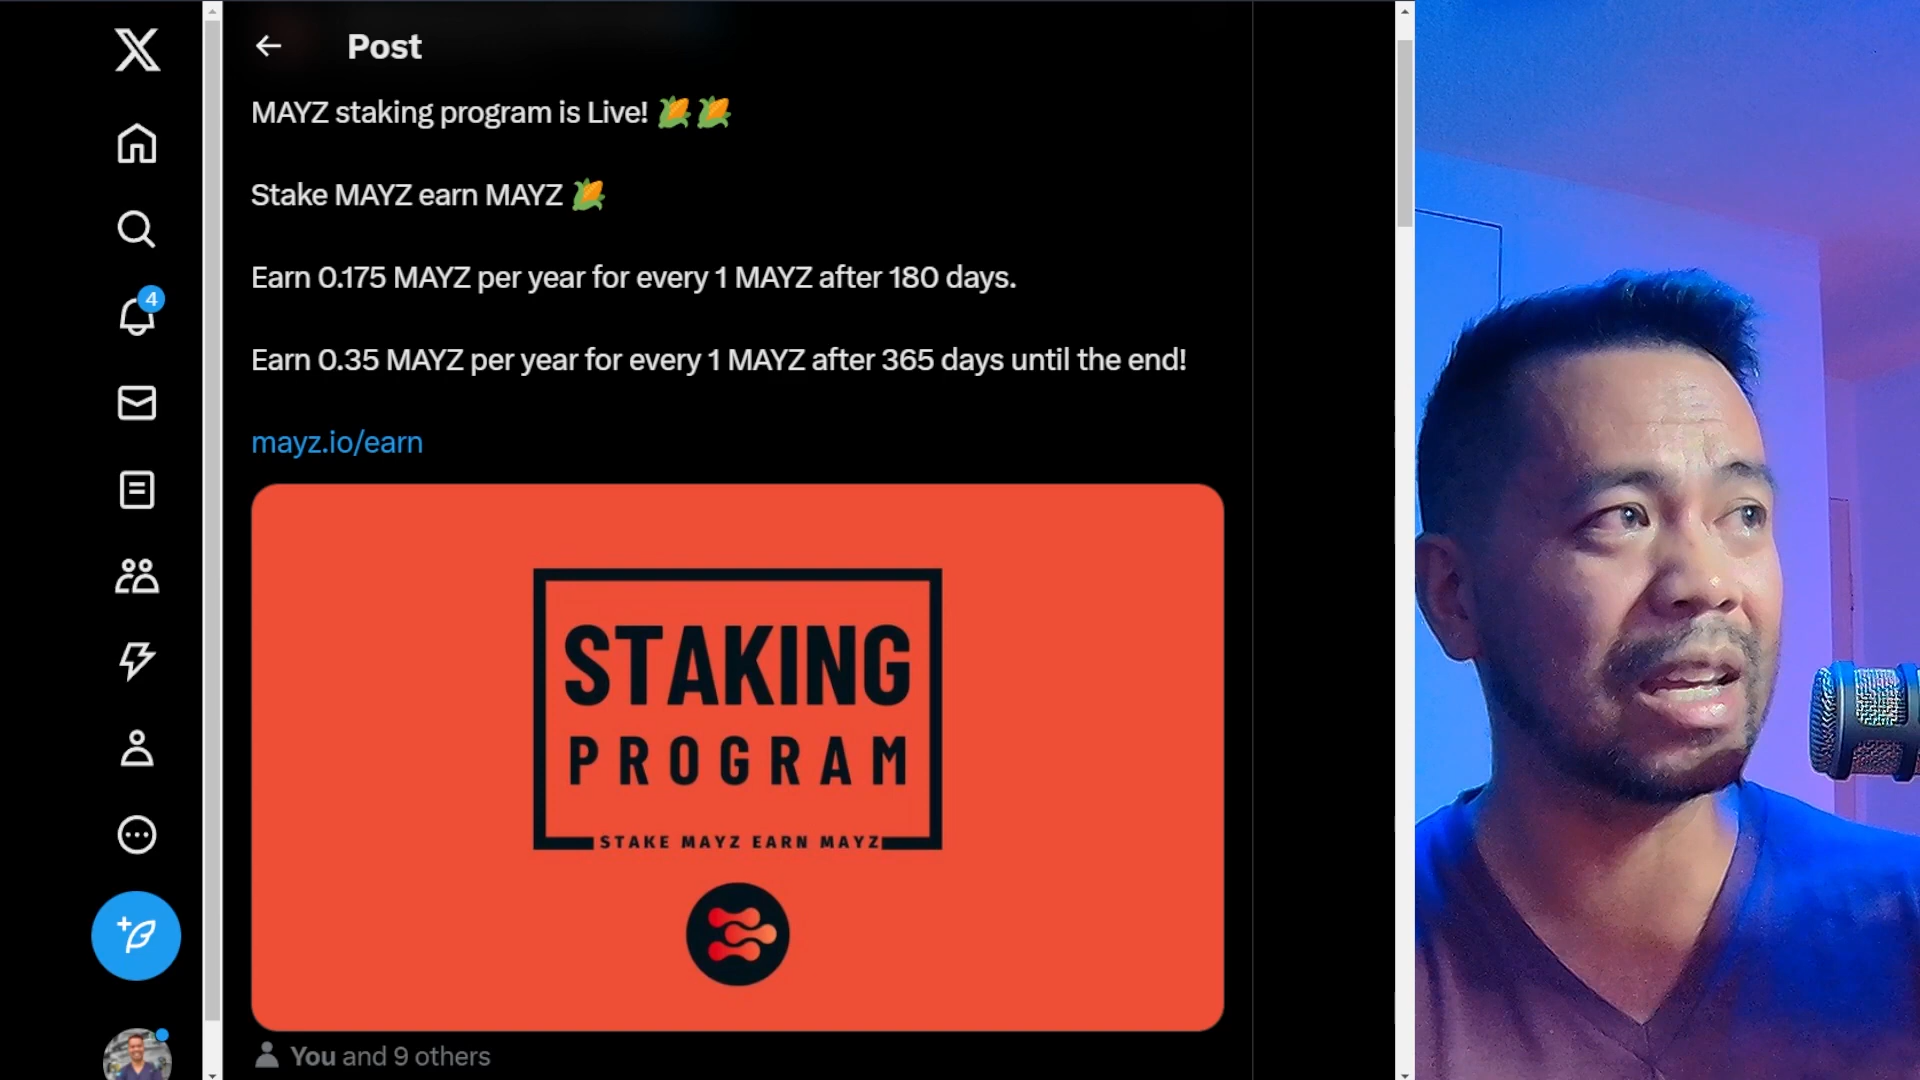 Post
MAYZ staking program is Live! 🌽🌽
Stake MAYZ earn MAYZ 🌽
Earn 0.175 MAYZ per year for every 1 MAYZ after 180 days.
Earn 0.35 MAYZ per year for every 1 MAYZ after 365 days until the end!
mayz.io/earn
4
STAKING
PROGRAM
STAKE MAYZ EARN MAYZ
You and 9 others